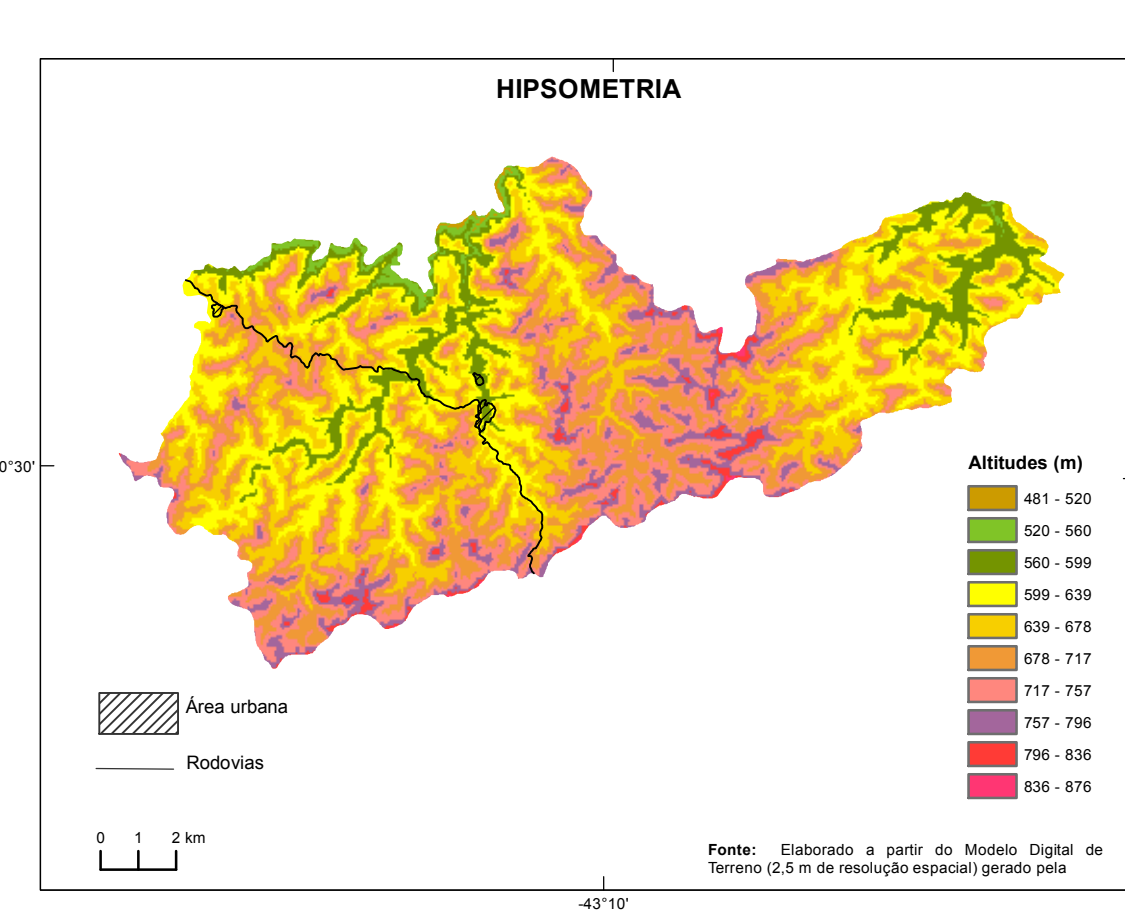 HIPSOMETRIA
0°30'
Altitudes (m)
481 - 520
520 - 560
560 - 599
599 - 639
639 - 678
678 - 717
717 - 757
757 - 796
796 - 836
836 - 876
Área urbana
Rodovias
0 1 2 km
Fonte: Elaborado a partir do Modelo Digital de
Terreno (2,5 m de resolução espacial) gerado pela
-43°10'